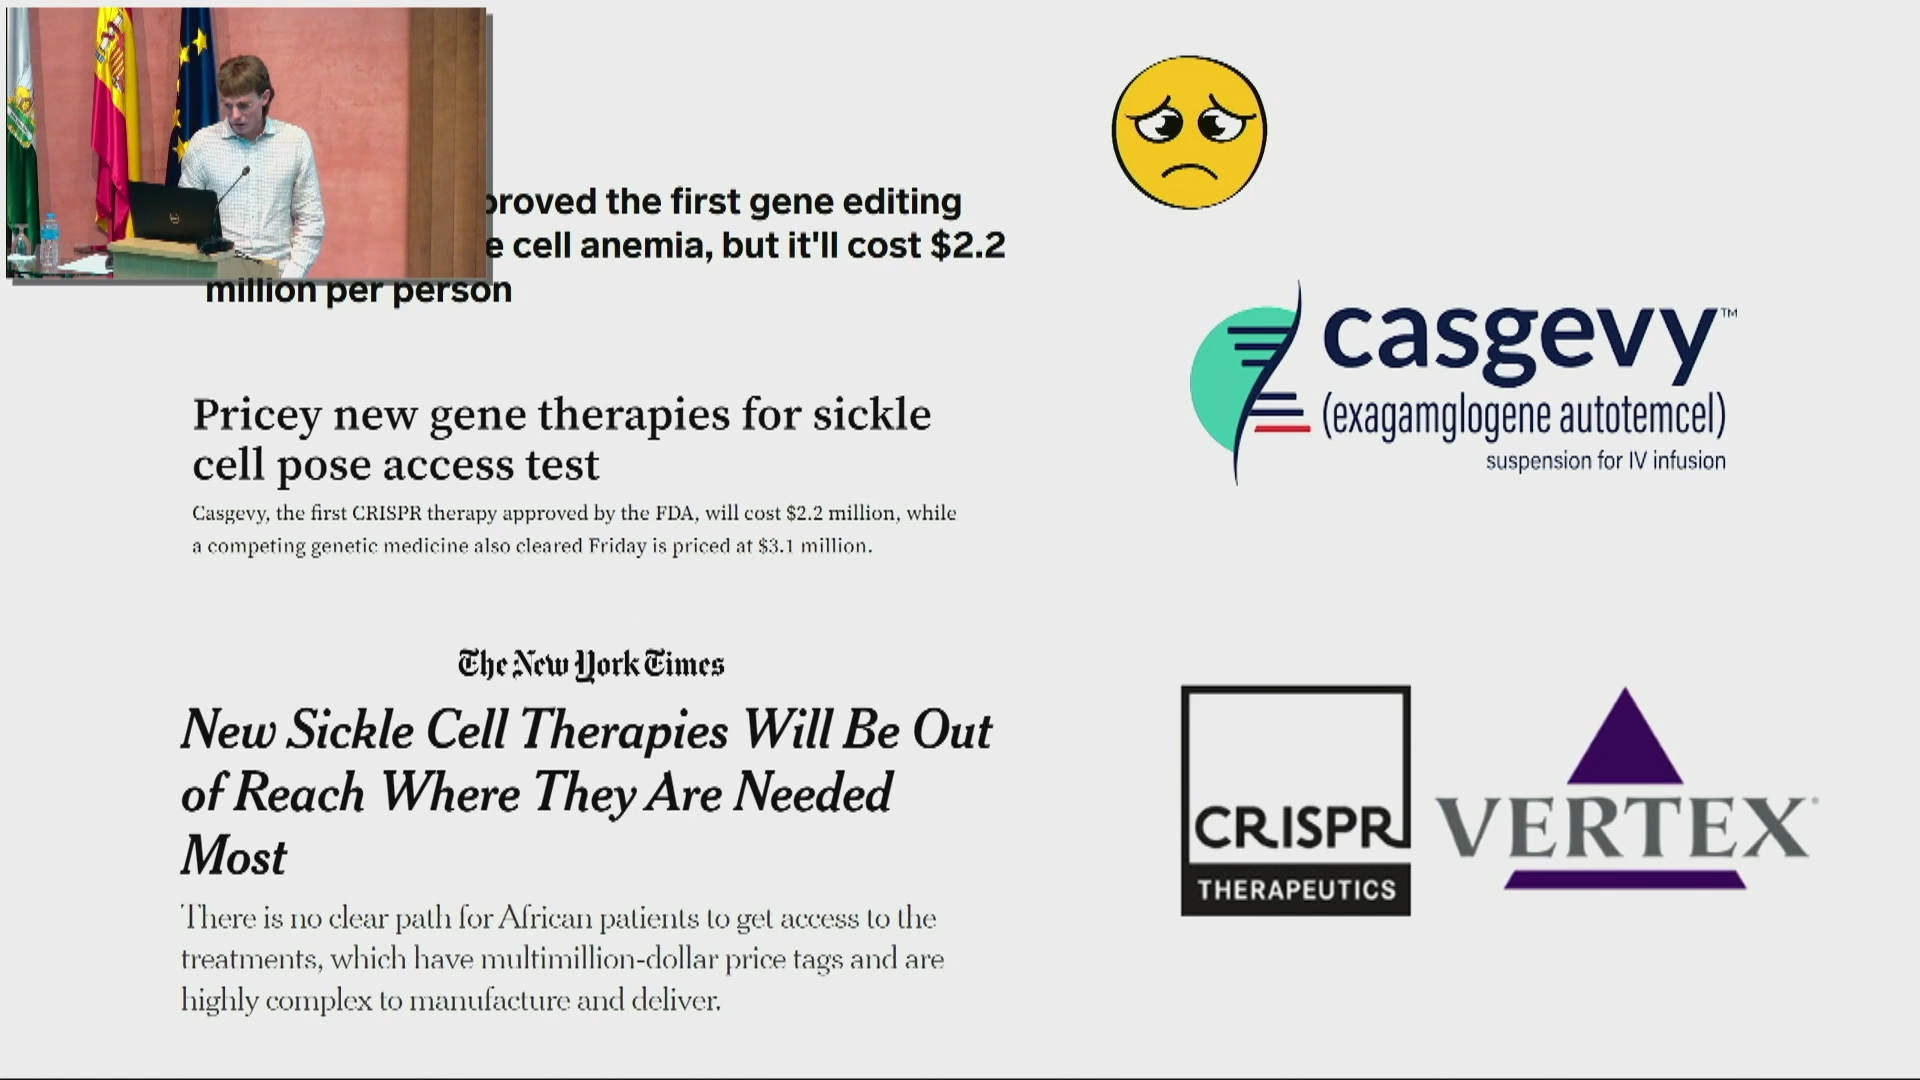 proved the first gene editing
e cell anemia, but it'll cost $2.2
million per person
Pricey new gene therapies for sickle
cell pose access test
Casgevy, the first CRISPR therapy approved by the FDA, will cost $2.2 million, while
a competing genetic medicine also cleared Friday is priced at $3.1 million.
The New York Times
New Sickle Cell Therapies Will Be Out
of Reach Where They Are Needed
Most
There is no clear path for African patients to get access to the
treatments, which have multimillion-dollar price tags and are
highly complex to manufacture and deliver.
casgevy™
(exagamglogene autotemcel)
suspension for IV infusion
CRISPR
THERAPEUTICS
VERTEX